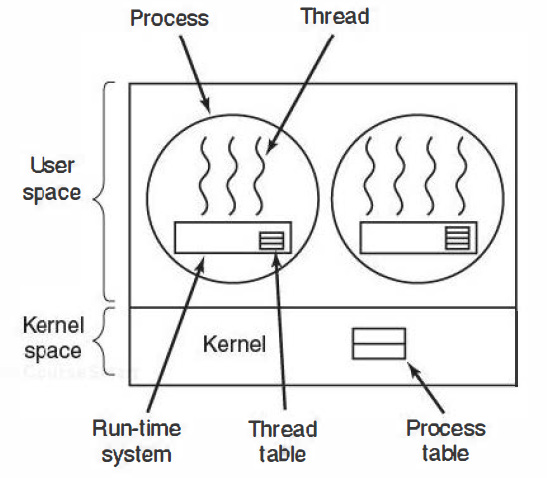 Process
Thread
User
space
Kernel
space
Kernel
Run-time
system
Thread
table
Process
table